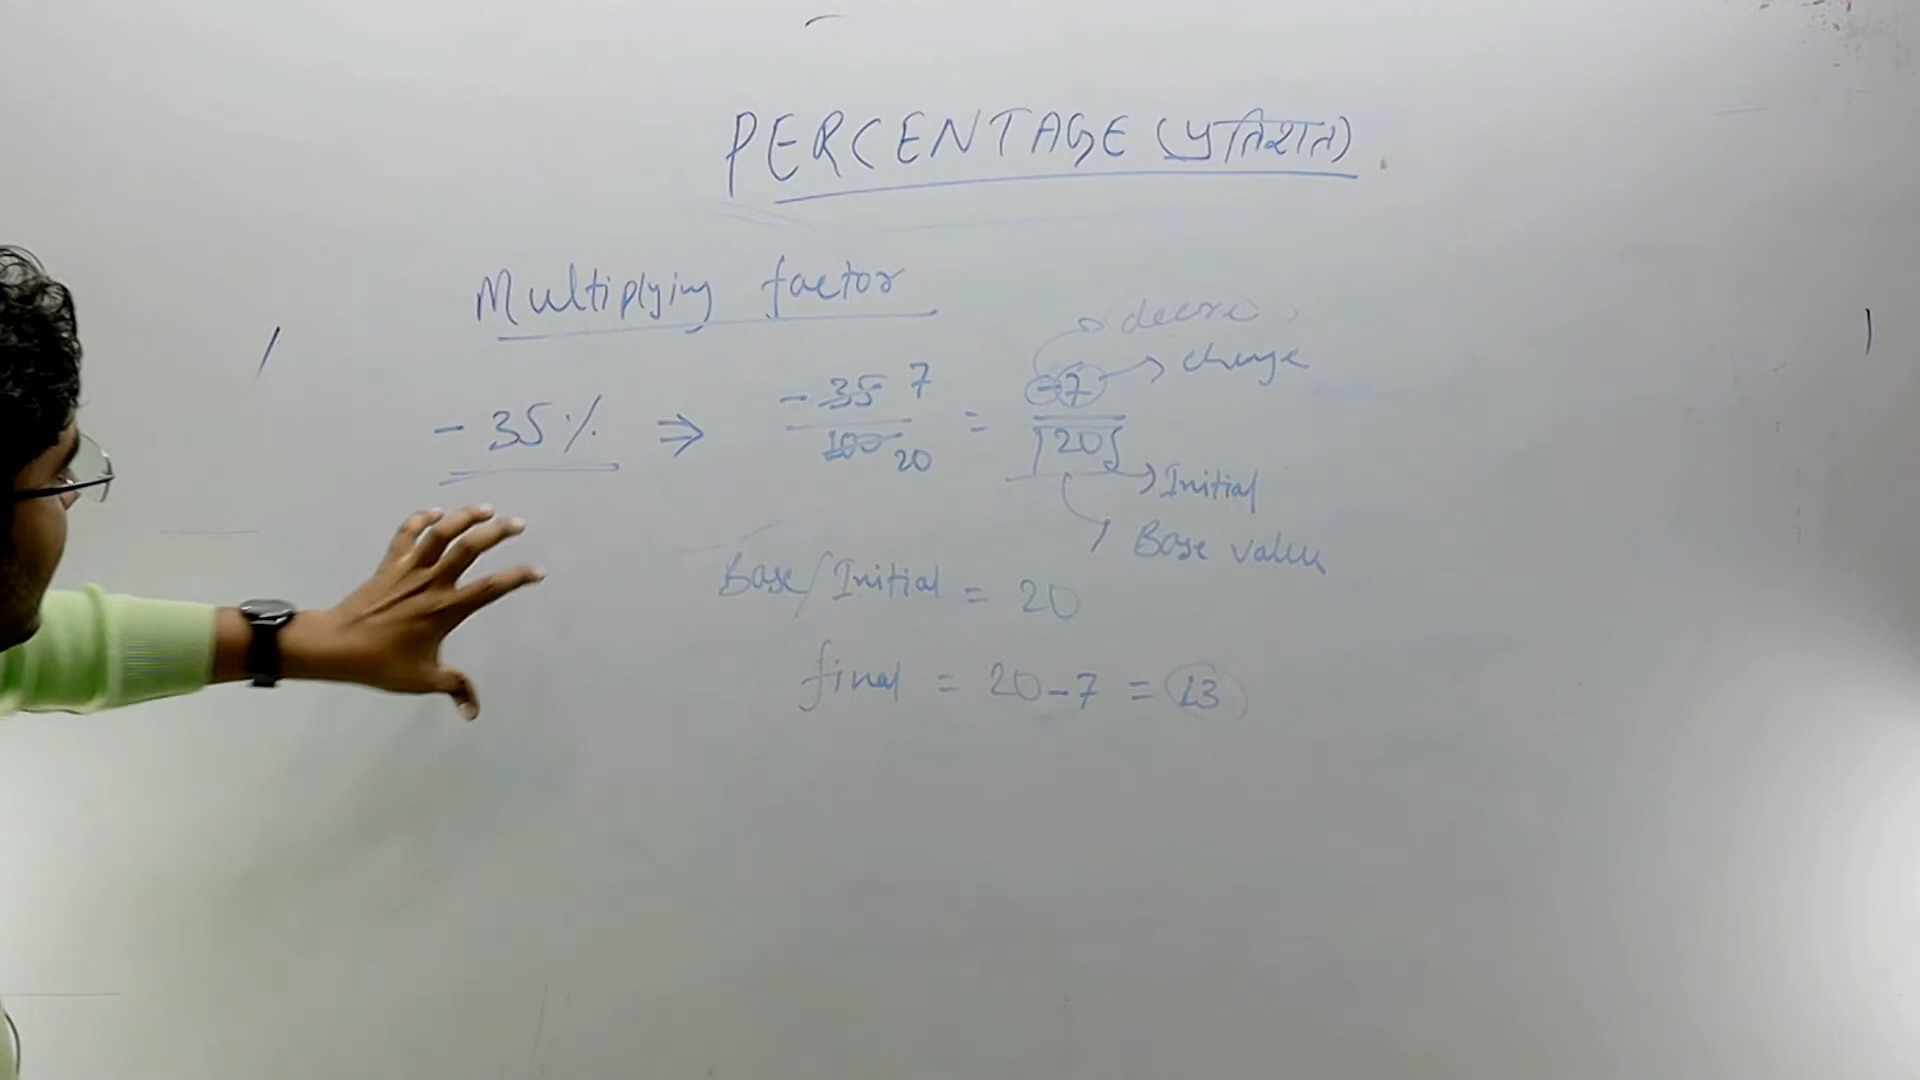 PERCENTAGE (प्रतिशत)
Multiplying factor
decre
change
- 35% ⇒ -35 7 / 100 20 = -7 / 20
Initial
Base value
Base/Initial = 20
final = 20-7 = 13